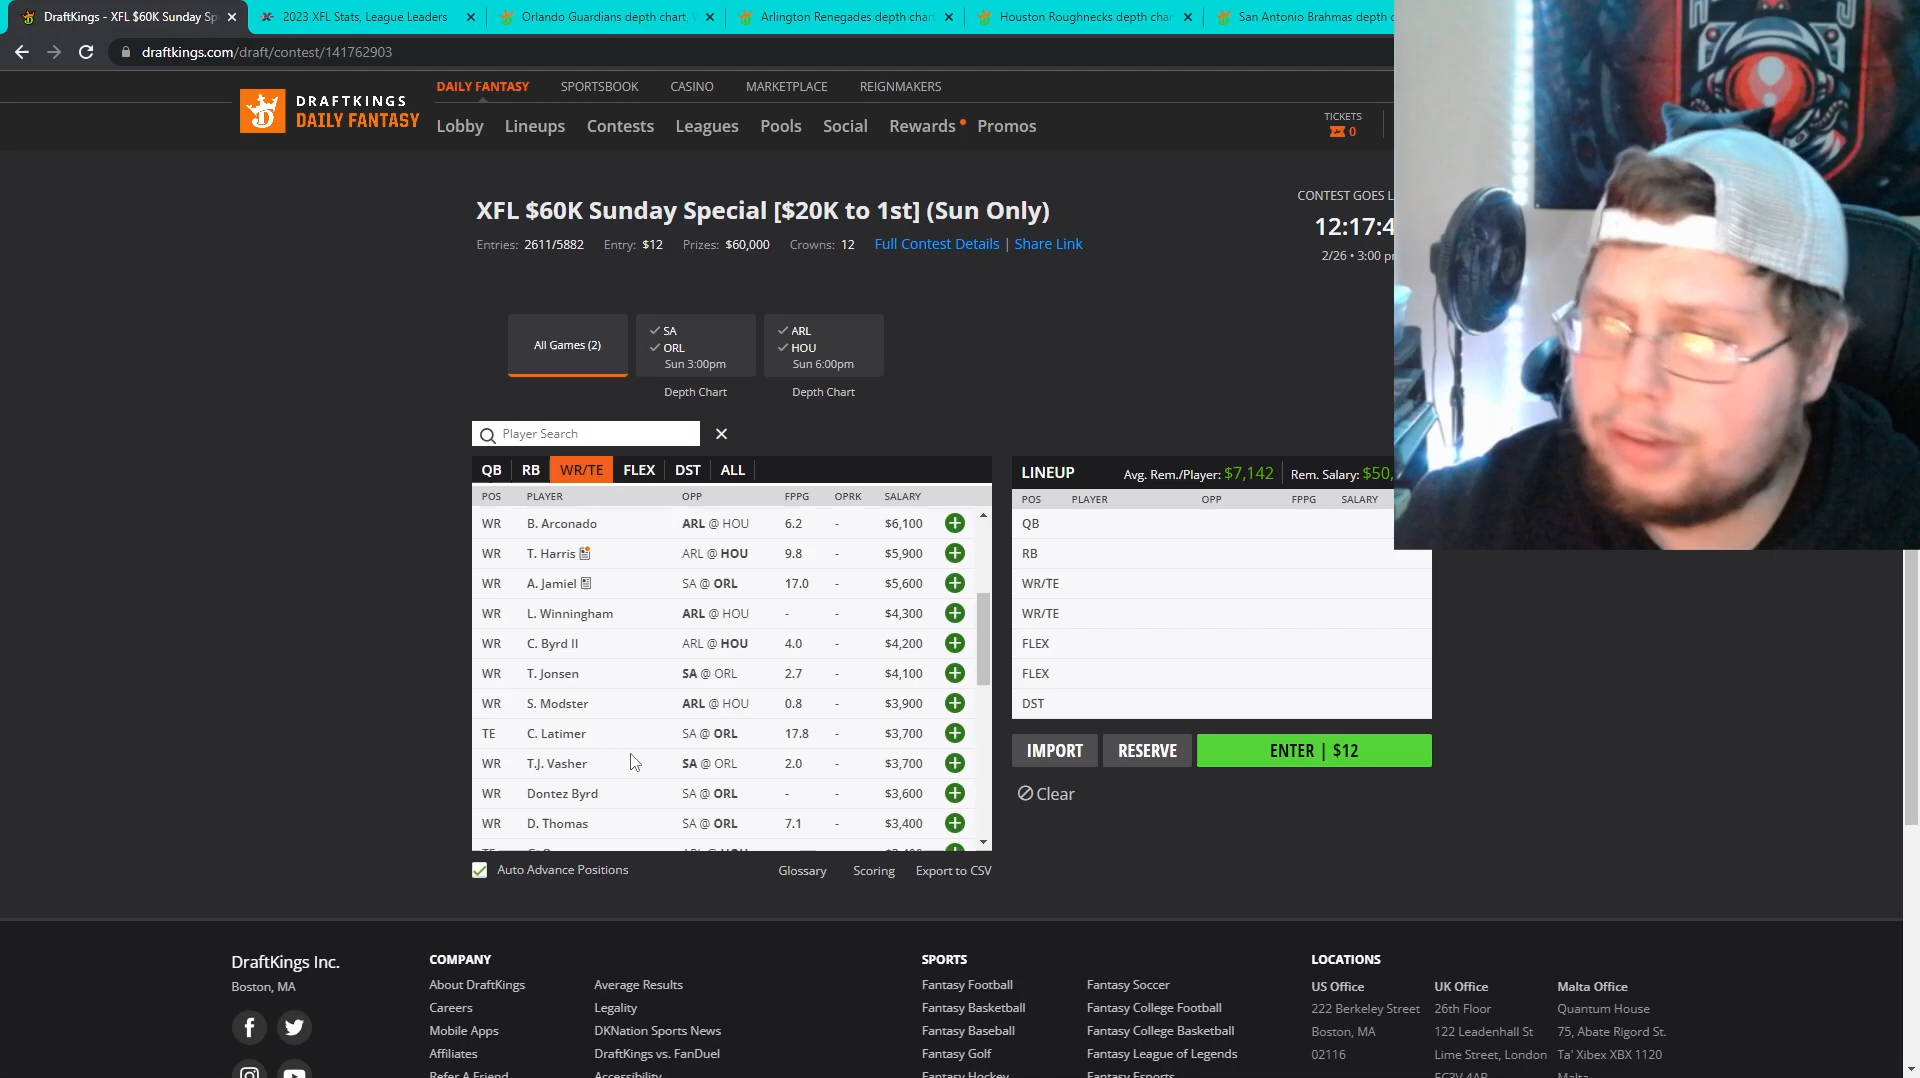 DraftKings - XFL $60K Sunday Sp
2023 XFL Stats, League Leaders
Orlando Guardians depth chart,
Arlington Renegades depth chart
Houston Roughnecks depth char
San Antonio Brahmas depth c
draftkings.com/draft/contest/141762903
DAILY FANTASY SPORTSBOOK CASINO MARKETPLACE REIGNMAKERS
DRAFTKINGS
DAILY FANTASY
Lobby Lineups Contests Leagues Pools Social Rewards Promos
TICKETS
0
XFL $60K Sunday Special [$20K to 1st] (Sun Only)
Entries: 2611/5882 Entry: $12 Prizes: $60,000 Crowns: 12 Full Contest Details | Share Link
CONTEST GOES L
12:17:4
2/26 • 3:00 pr
All Games (2)
SA
ORL
Sun 3:00pm
Depth Chart
ARL
HOU
Sun 6:00pm
Depth Chart
Player Search
QB RB WR/TE FLEX DST ALL
POS PLAYER OPP FPPG OPRK SALARY
WR B. Arconado ARL @ HOU 6.2 - $6,100
WR T. Harris ARL @ HOU 9.8 - $5,900
WR A. Jamiel SA @ ORL 17.0 - $5,600
WR L. Winningham ARL @ HOU - - $4,300
WR C. Byrd II ARL @ HOU 4.0 - $4,200
WR T. Jonsen SA @ ORL 2.7 - $4,100
WR S. Modster ARL @ HOU 0.8 - $3,900
TE C. Latimer SA @ ORL 17.8 - $3,700
WR T.J. Vasher SA @ ORL 2.0 - $3,700
WR Dontez Byrd SA @ ORL - - $3,600
WR D. Thomas SA @ ORL 7.1 - $3,400
Auto Advance Positions
Glossary Scoring Export to CSV
LINEUP Avg. Rem./Player: $7,142 Rem. Salary: $50,
POS PLAYER OPP FPPG SALARY
QB
RB
WR/TE
WR/TE
FLEX
FLEX
DST
IMPORT RESERVE ENTER | $12
Clear
DraftKings Inc.
Boston, MA
COMPANY
About DraftKings
Careers
Mobile Apps
Affiliates
Refer A Friend
Average Results
Legality
DKNation Sports News
DraftKings vs. FanDuel
Accessibility
SPORTS
Fantasy Football
Fantasy Basketball
Fantasy Baseball
Fantasy Golf
Fantasy Hockey
Fantasy Soccer
Fantasy College Football
Fantasy College Basketball
Fantasy League of Legends
Fantasy Esports
LOCATIONS
US Office
222 Berkeley Street
Boston, MA
02116
UK Office
26th Floor
122 Leadenhall St
Lime Street, London
EC3V 4AB
Malta Office
Quantum House
75, Abate Rigord St.
Ta' Xibex XBX 1120
Malta